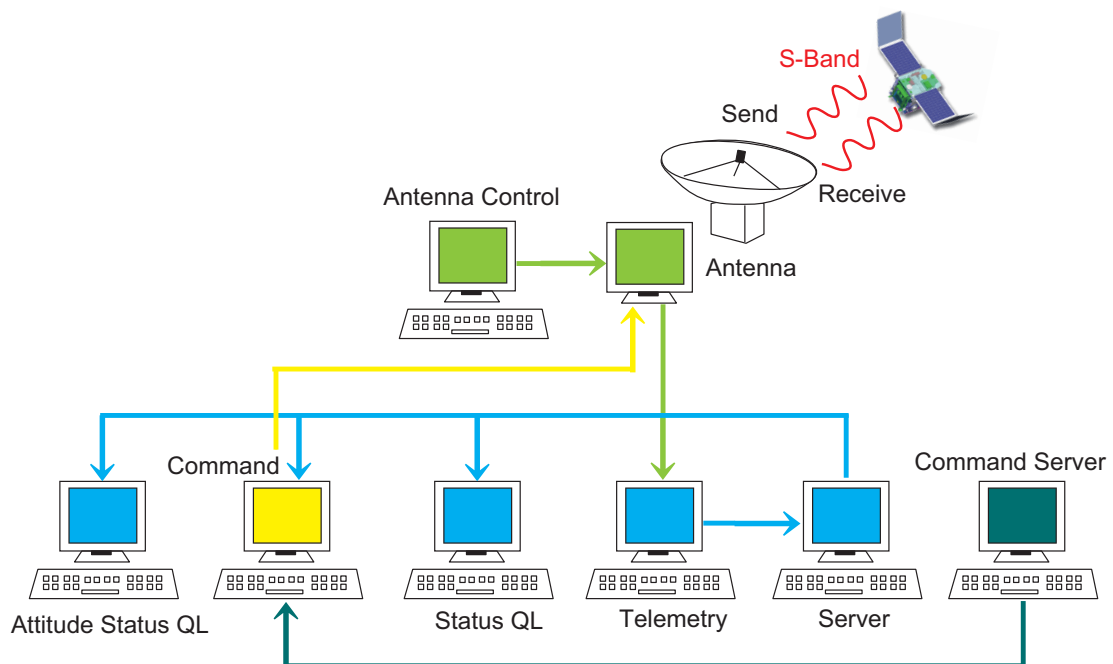 S-Band
Send
Receive
Antenna Control
Antenna
Command
Command Server
Attitude Status QL
Status QL
Telemetry
Server